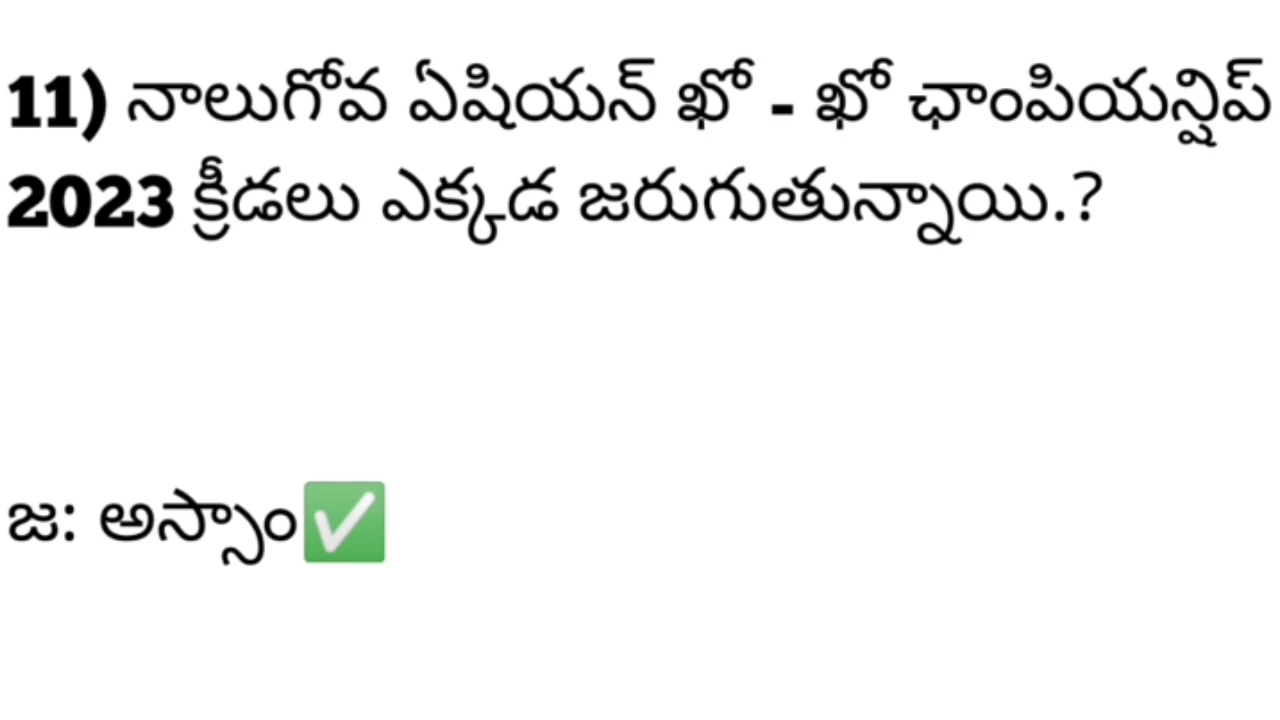 11) నాలుగోవ ఏషియన్ ఖో - ఖో ఛాంపియన్షిప్
2023 క్రీడలు ఎక్కడ జరుగుతున్నాయి.?
జ: అస్సాం✅